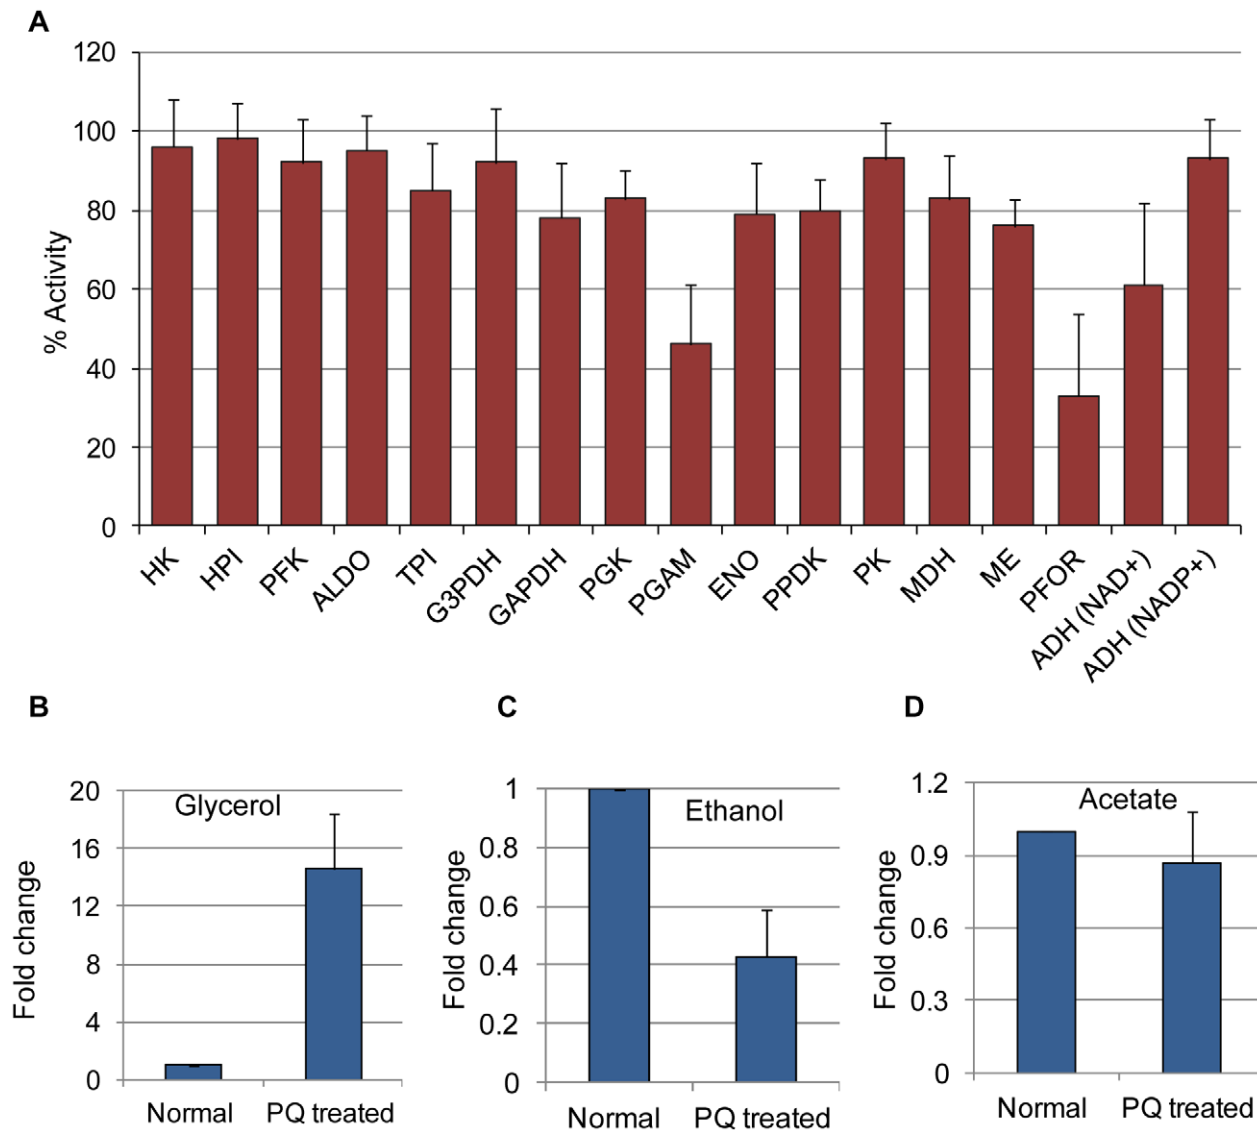 A
120
100
80
60
40
20
0
% Activity
HK
HPI
PFK
ALDO
TPI
G3PDH
GAPDH
PGK
PGAM
ENO
PPDK
PK
MDH
ME
PFOR
ADH (NAD+)
ADH (NADP+)
B
Glycerol
20
16
12
8
4
0
Fold change
Normal
PQ treated
C
Ethanol
1
0.8
0.6
0.4
0.2
0
Fold change
Normal
PQ treated
D
Acetate
1.2
0.9
0.6
0.3
0
Fold change
Normal
PQ treated